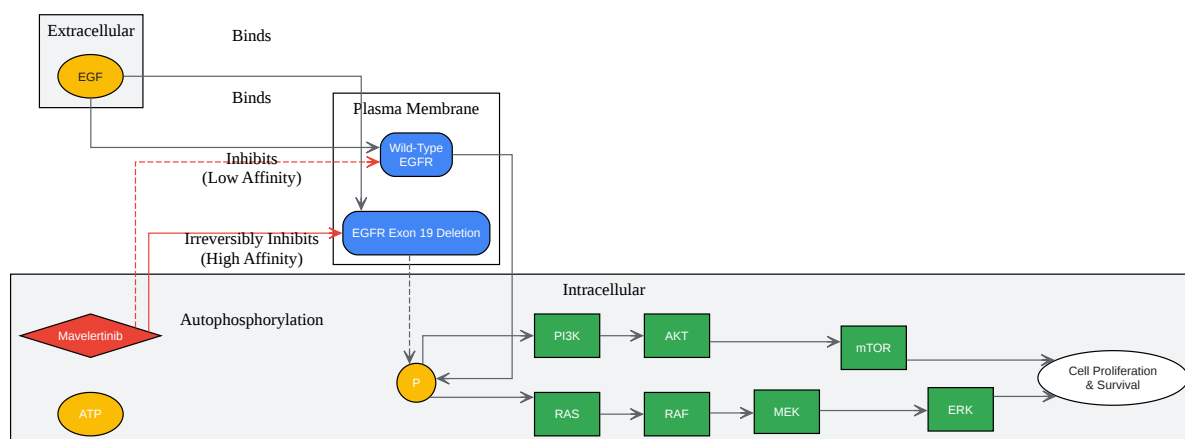 Extracellular
Binds
EGF
Binds
Plasma Membrane
Wild-Type
EGFR
Inhibits
(Low Affinity)
EGFR Exon 19 Deletion
Irreversibly Inhibits
(High Affinity)
Intracellular
Autophosphorylation
Mavelertinib
PI3K
AKT
mTOR
Cell Proliferation
& Survival
P
ATP
RAS
RAF
MEK
ERK